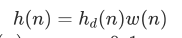 h(n) = h_d(n)w(n)